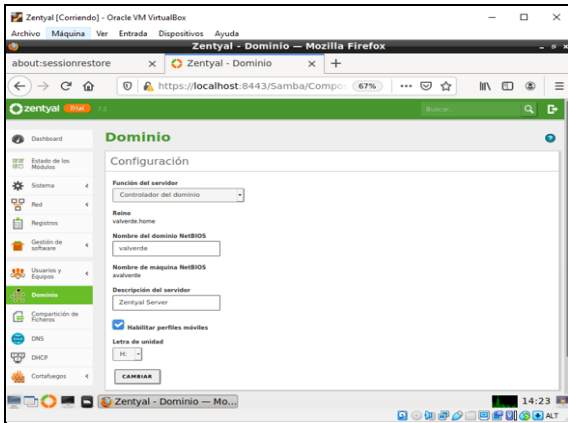 Zentyal [Corriendo] - Oracle VM VirtualBox
Archivo Máquina Ver Entrada Dispositivos Ayuda
Zentyal - Dominio — Mozilla Firefox
about:sessionrestore
Zentyal - Dominio
https://localhost:8443/Samba/Compo: 67%
zentyal Trial
Buscar...
Dashboard
Estado de los
Módulos
Sistema
Red
Registros
Gestión de
software
Usuarios y
Equipos
Dominio
Compartición de
Ficheros
DNS
DHCP
Cortafuegos
Dominio
Configuración
Función del servidor
Controlador del dominio
Reino
valverde.home
Nombre del dominio NetBIOS
valverde
Nombre de máquina NetBIOS
avalverde
Descripción del servidor
Zentyal Server
Habilitar perfiles móviles
Letra de unidad
H:
CAMBIAR
Zentyal - Dominio — Mo...
14:23
ALT